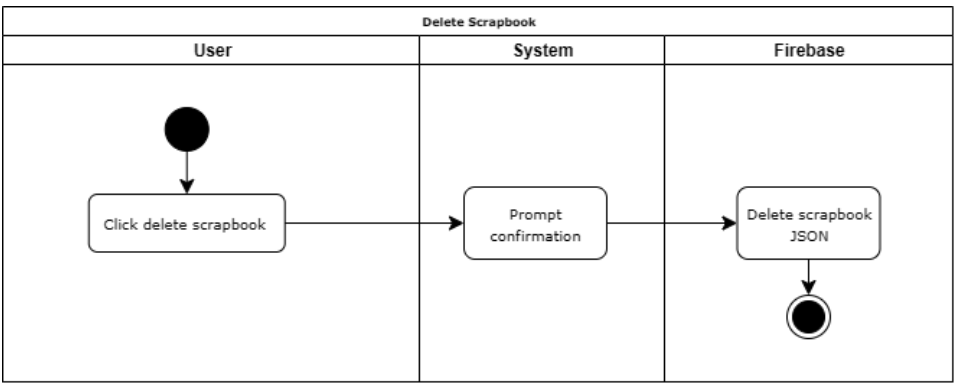 Delete Scrapbook
User
System
Firebase
Click delete scrapbook
Prompt
confirmation
Delete scrapbook
JSON